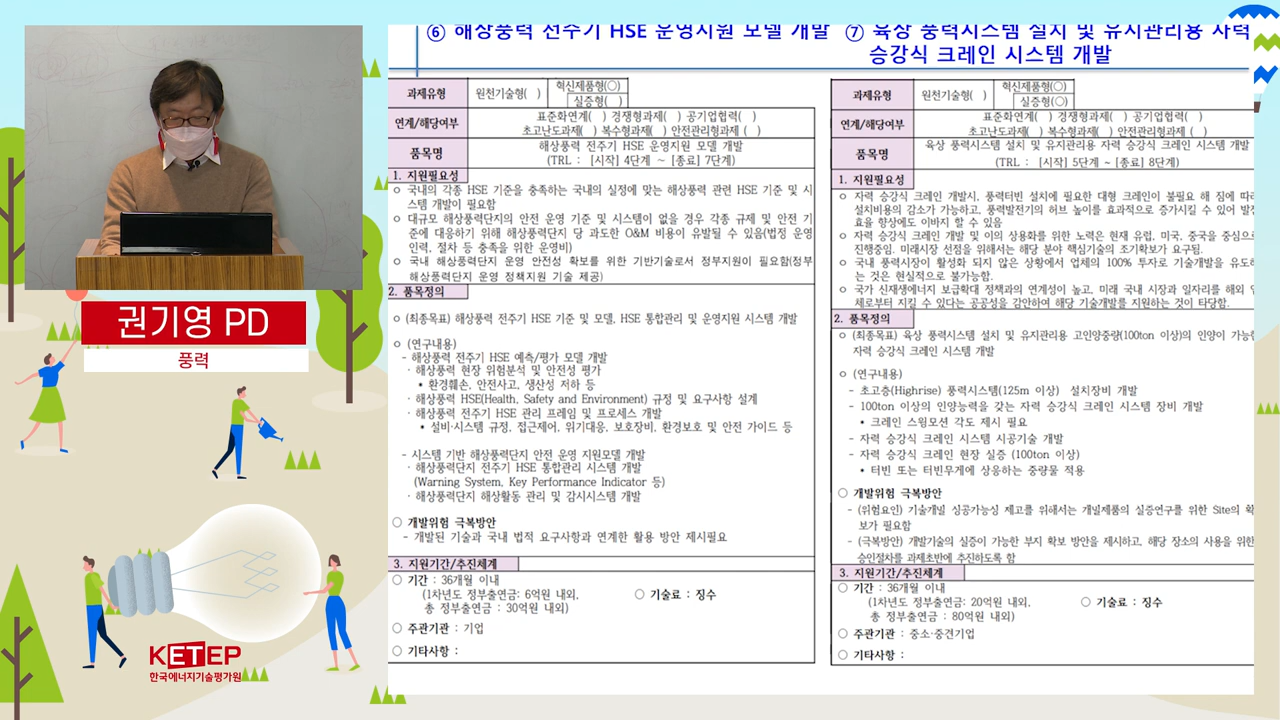 ⑥ 해상풍력 전주기 HSE 운영지원 모델 개발
과제유형 원천기술형( ) 혁신제품형(○)
실증형( )
연계/해당여부 표준화연계( ) 경쟁형과제( ) 공기업협력( )
초고난도과제( ) 복수형과제( ) 안전관리형과제 ( )
품목명 해상풍력 전주기 HSE 운영지원 모델 개발
(TRL : [시작] 4단계 ~ [종료] 7단계)
1. 지원필요성
ㅇ 국내의 각종 HSE 기준을 충족하는 국내의 실정에 맞는 해상풍력 관련 HSE 기준 및 시
스템 개발이 필요함
ㅇ 대규모 해상풍력단지의 안전 운영 기준 및 시스템이 없을 경우 각종 규제 및 안전 기
준에 대응하기 위해 해상풍력단지 당 과도한 O&M 비용이 유발될 수 있음(법정 운영
인력, 절차 등 충족을 위한 운영비)
ㅇ 국내 해상풍력단지 운영 안전성 확보를 위한 기반기술로서 정부지원이 필요함(정부
해상풍력단지 운영 정책지원 기술 제공)
2. 품목정의
ㅇ (최종목표) 해상풍력 전주기 HSE 기준 및 모델, HSE 통합관리 및 운영지원 시스템 개발
ㅇ (연구내용)
- 해상풍력 전주기 HSE 예측/평가 모델 개발
· 해상풍력 현장 위험분석 및 안전성 평가
• 환경훼손, 안전사고, 생산성 저하 등
· 해상풍력 HSE(Health, Safety and Environment) 규정 및 요구사항 설계
· 해상풍력 전주기 HSE 관리 프레임 및 프로세스 개발
• 설비·시스템 규정, 접근제어, 위기대응, 보호장비, 환경보호 및 안전 가이드 등
- 시스템 기반 해상풍력단지 안전 운영 지원모델 개발
· 해상풍력단지 전주기 HSE 통합관리 시스템 개발
(Warning System, Key Performance Indicator 등)
· 해상풍력단지 해상활동 관리 및 감시시스템 개발
○ 개발위험 극복방안
- 개발된 기술과 국내 법적 요구사항과 연계한 활용 방안 제시필요
3. 지원기간/추진체계
○ 기간 : 36개월 이내 ○ 기술료 : 징수
(1차년도 정부출연금: 6억원 내외,
총 정부출연금 : 30억원 내외)
○ 주관기관 : 기업
○ 기타사항 :
⑦ 육상 풍력시스템 설치 및 유지관리용 자력
승강식 크레인 시스템 개발
과제유형 원천기술형( ) 혁신제품형(○)
실증형(○)
연계/해당여부 표준화연계( ) 경쟁형과제( ) 공기업협력( )
초고난도과제( ) 복수형과제( ) 안전관리형과제 ( )
품목명 육상 풍력시스템 설치 및 유지관리용 자력 승강식 크레인 시스템 개발
(TRL : [시작] 5단계 ~ [종료] 8단계)
1. 지원필요성
ㅇ 자력 승강식 크레인 개발시, 풍력터빈 설치에 필요한 대형 크레인이 불필요 해 짐에 따라
설치비용의 감소가 가능하고, 풍력발전기의 허브 높이를 효과적으로 증가시킬 수 있어 발전
효율 향상에도 이바지 할 수 있음
ㅇ 자력 승강식 크레인 개발 및 이의 상용화를 위한 노력은 현재 유럽, 미국, 중국을 중심으로
진행중임. 미래시장 선점을 위해서는 해당 분야 핵심기술의 조기확보가 요구됨.
ㅇ 국내 풍력시장이 활성화 되지 않은 상황에서 업체의 100% 투자로 기술개발을 유도하
는 것은 현실적으로 불가능함.
ㅇ 국가 신재생에너지 보급확대 정책과의 연계성이 높고, 미래 국내 시장과 일자리를 해외 업
체로부터 지킬 수 있다는 공공성을 감안하여 해당 기술개발를 지원하는 것이 타당함.
2. 품목정의
ㅇ (최종목표) 육상 풍력시스템 설치 및 유지관리용 고인양중량(100ton 이상)의 인양이 가능한
자력 승강식 크레인 시스템 개발
ㅇ (연구내용)
- 초고층(Highrise) 풍력시스템(125m 이상) 설치장비 개발
- 100ton 이상의 인양능력을 갖는 자력 승강식 크레인 시스템 장비 개발
• 크레인 스윙모션 각도 제시 필요
- 자력 승강식 크레인 시스템 시공기술 개발
- 자력 승강식 크레인 현장 실증 (100ton 이상)
• 터빈 또는 터빈무게에 상응하는 중량물 적용
○ 개발위험 극복방안
- (위험요인) 기술개발 성공가능성 제고를 위해서는 개발제품의 실증연구를 위한 Site의 확
보가 필요함
- (극복방안) 개발기술의 실증이 가능한 부지 확보 방안을 제시하고, 해당 장소의 사용을 위한
승인절차를 과제초반에 추진하도록 함
3. 지원기간/추진체계
○ 기간 : 36개월 이내 ○ 기술료 : 징수
(1차년도 정부출연금: 20억원 내외,
총 정부출연금 : 80억원 내외)
○ 주관기관 : 중소·중견기업
○ 기타사항 :
권기영 PD
풍력
KETEP
한국에너지기술평가원